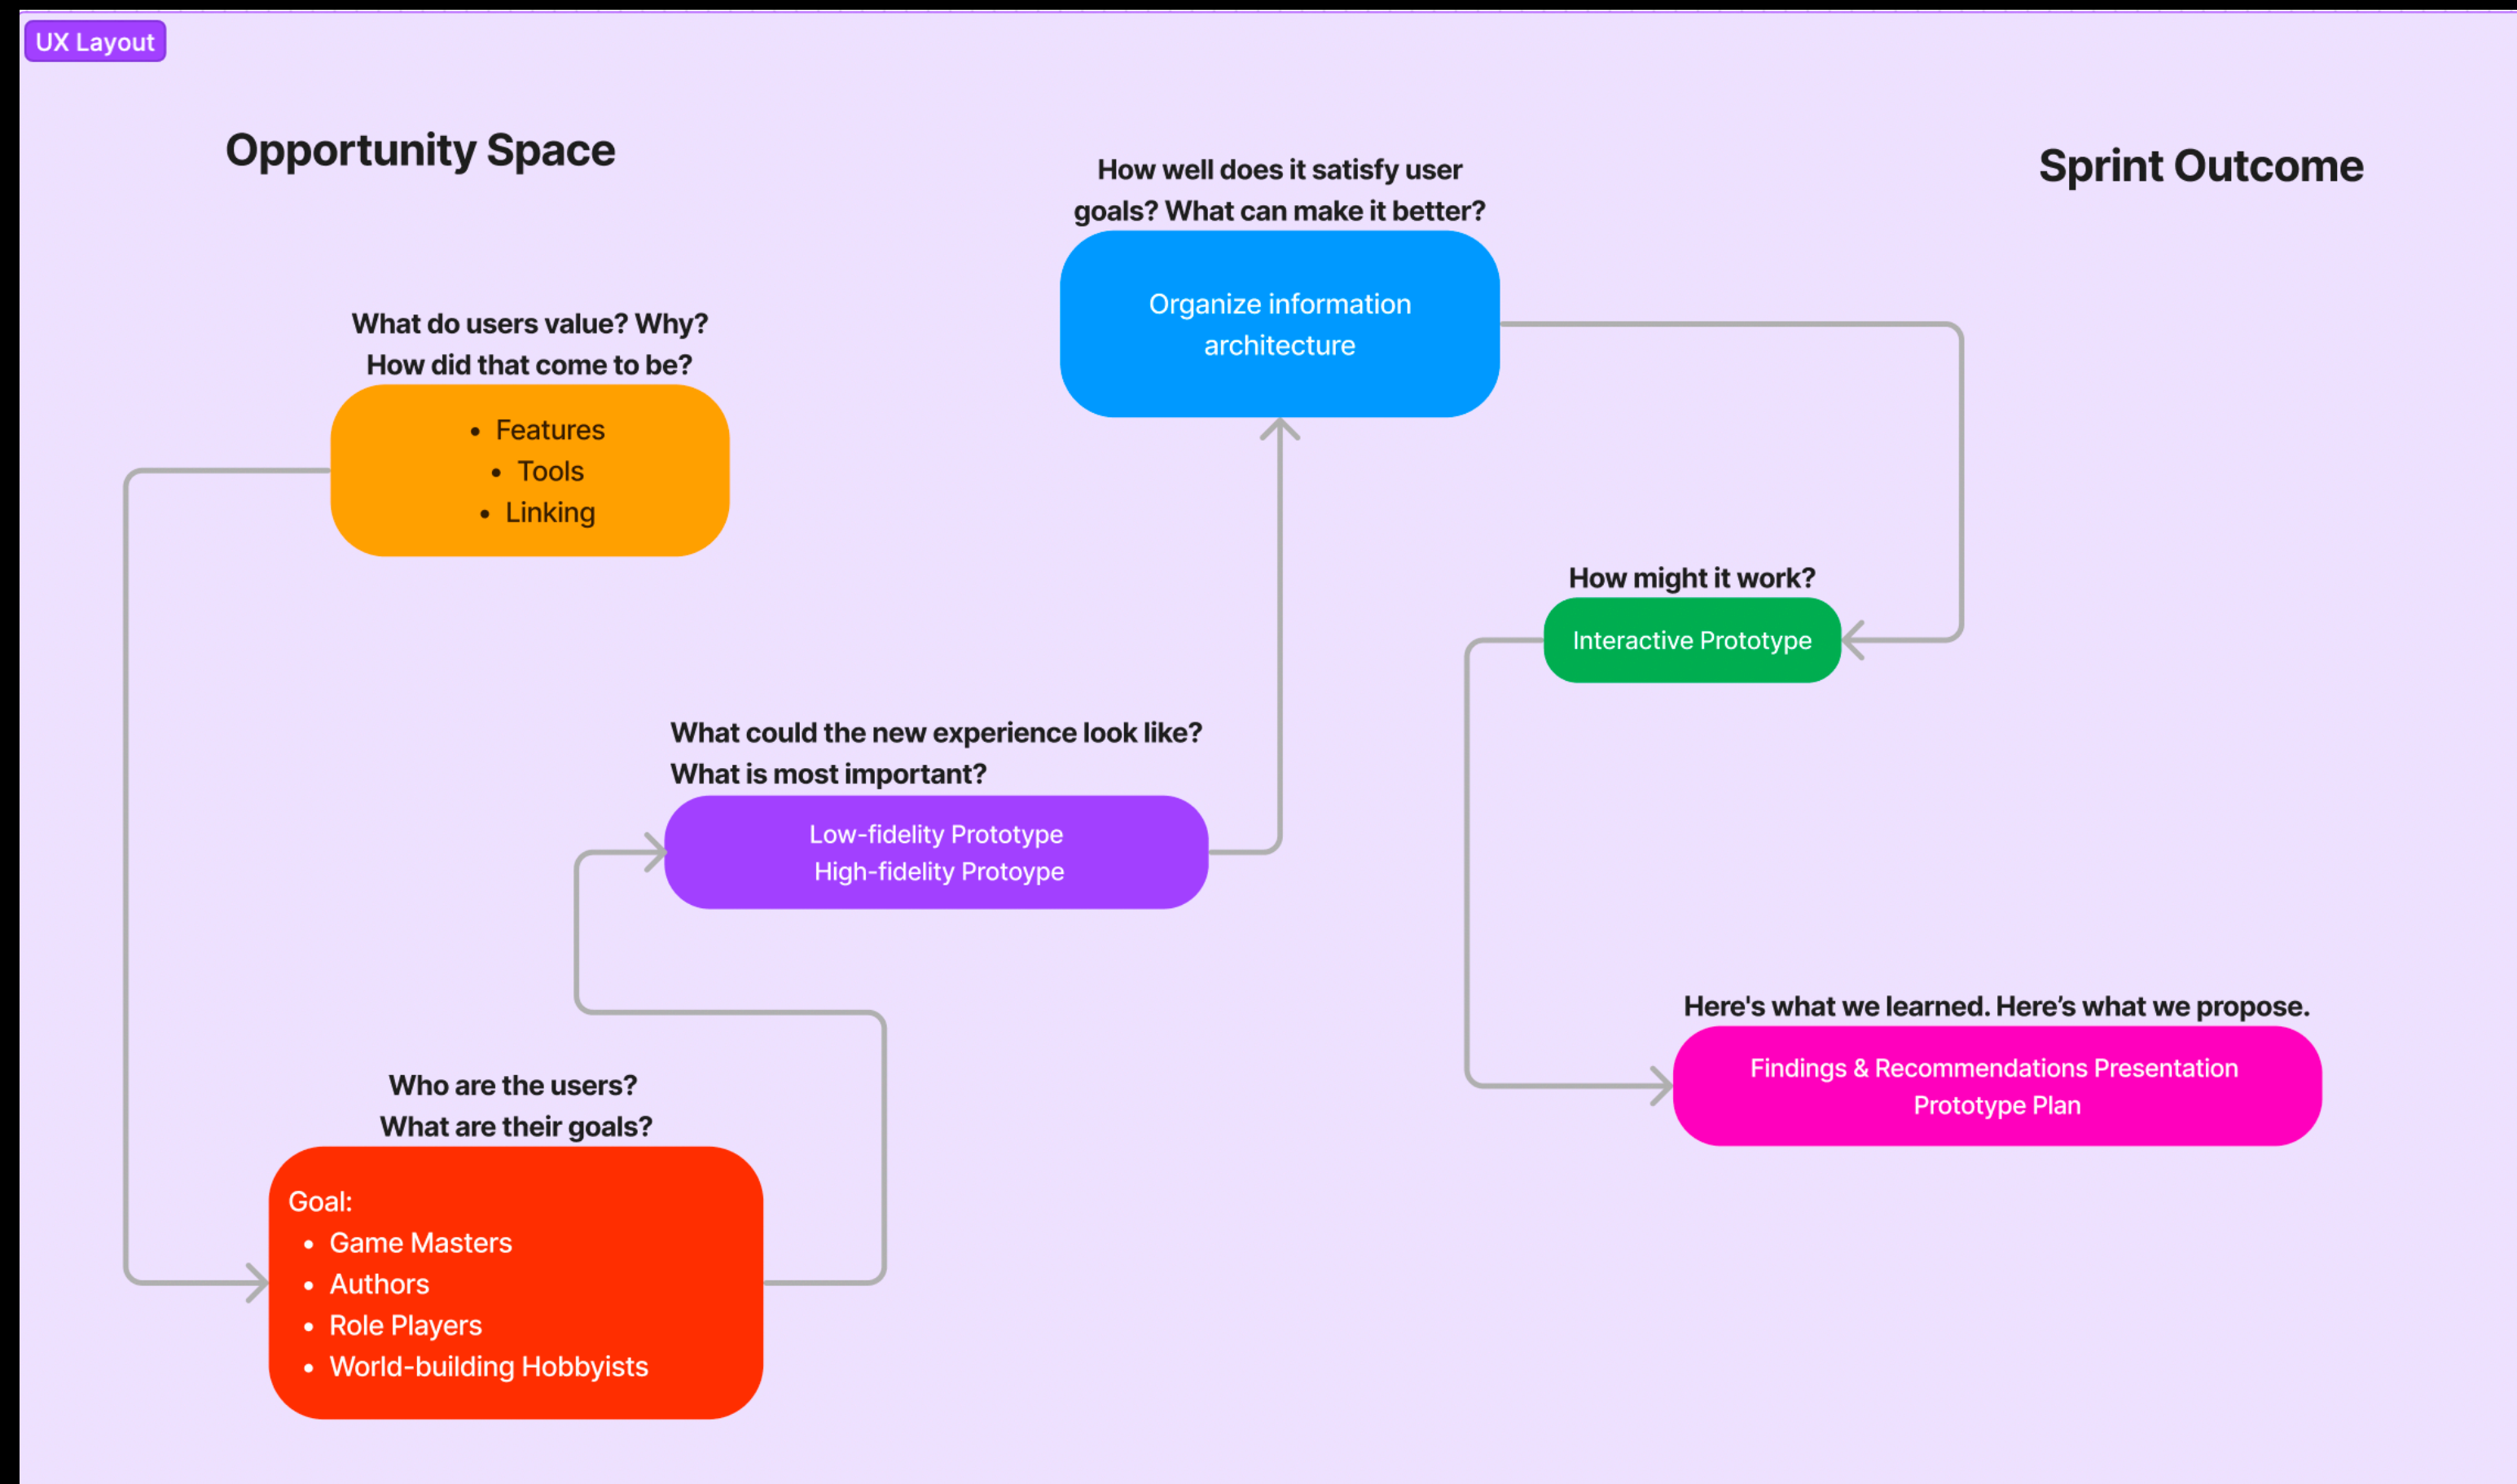 UX Layout
Opportunity Space
Sprint Outcome
What do users value? Why?
How did that come to be?
• Features
• Tools
• Linking
Who are the users?
What are their goals?
Goal:
• Game Masters
• Authors
• Role Players
• World-building Hobbyists
What could the new experience look like?
What is most important?
Low-fidelity Prototype
High-fidelity Protoype
How well does it satisfy user
goals? What can make it better?
Organize information
architecture
How might it work?
Interactive Prototype
Here's what we learned. Here’s what we propose.
Findings & Recommendations Presentation
Prototype Plan